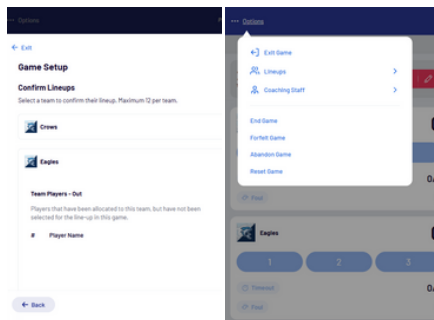 Options
← Exit
Game Setup
Confirm Lineups
Select a team to confirm their lineup. Maximum 12 per team.
Crows
Eagles
Team Players - Out
Players that have been allocated to this team, but have not been
selected for the line-up in this game.
# Player Name
← Back
Options
Exit Game
Lineups
Coaching Staff
End Game
Forfeit Game
Abandon Game
Reset Game
Foul
Eagles
1 2 3
Timeout
Foul